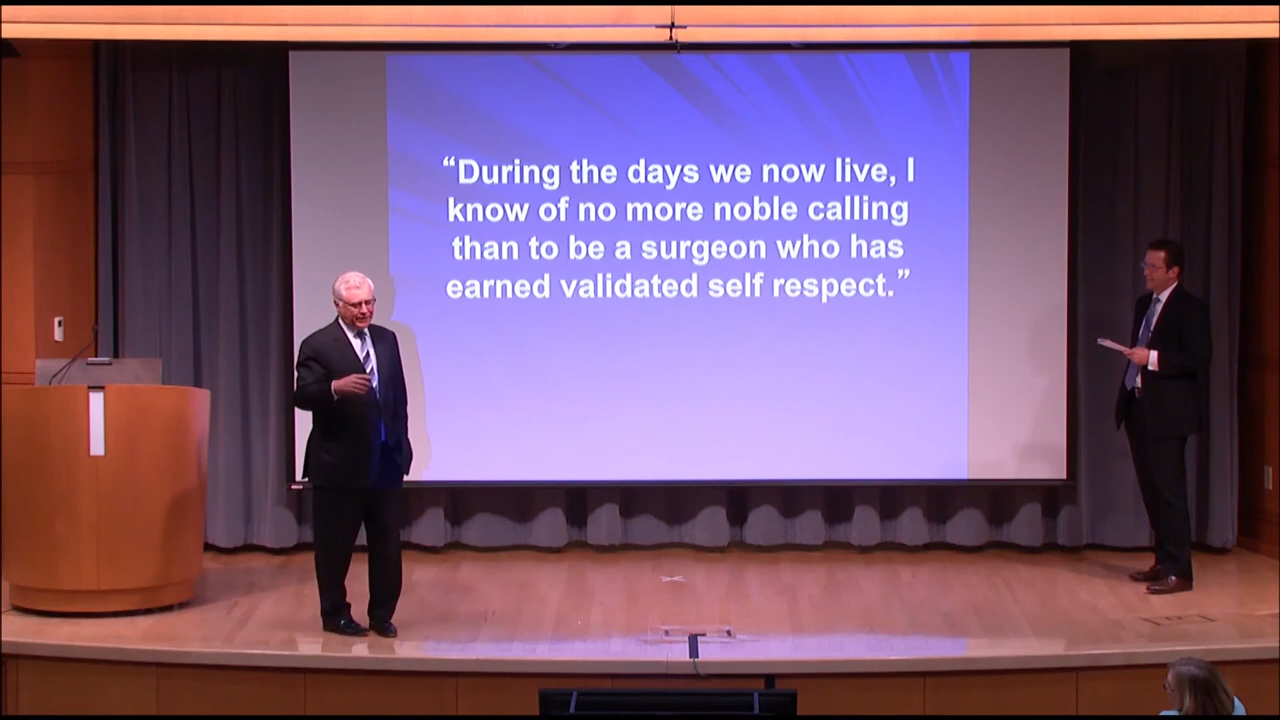 “During the days we now live, I
know of no more noble calling
than to be a surgeon who has
earned validated self respect.”